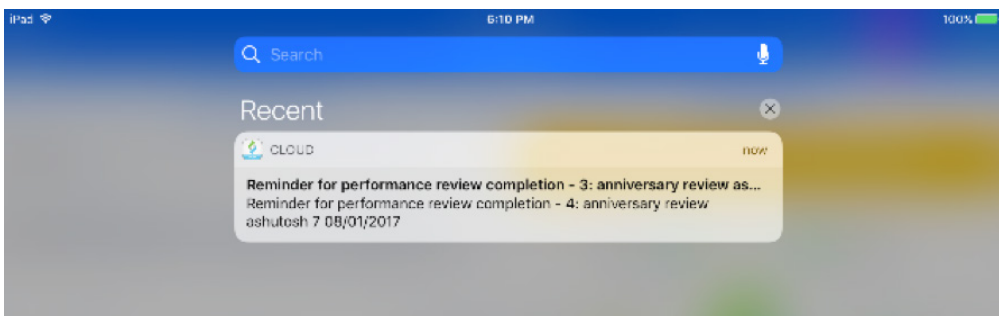 iPad 6:10 PM 100%
Search
Recent
CLOUD now
Reminder for performance review completion - 3: anniversary review as...
Reminder for performance review completion - 4: anniversary review
ashutosh 7 08/01/2017